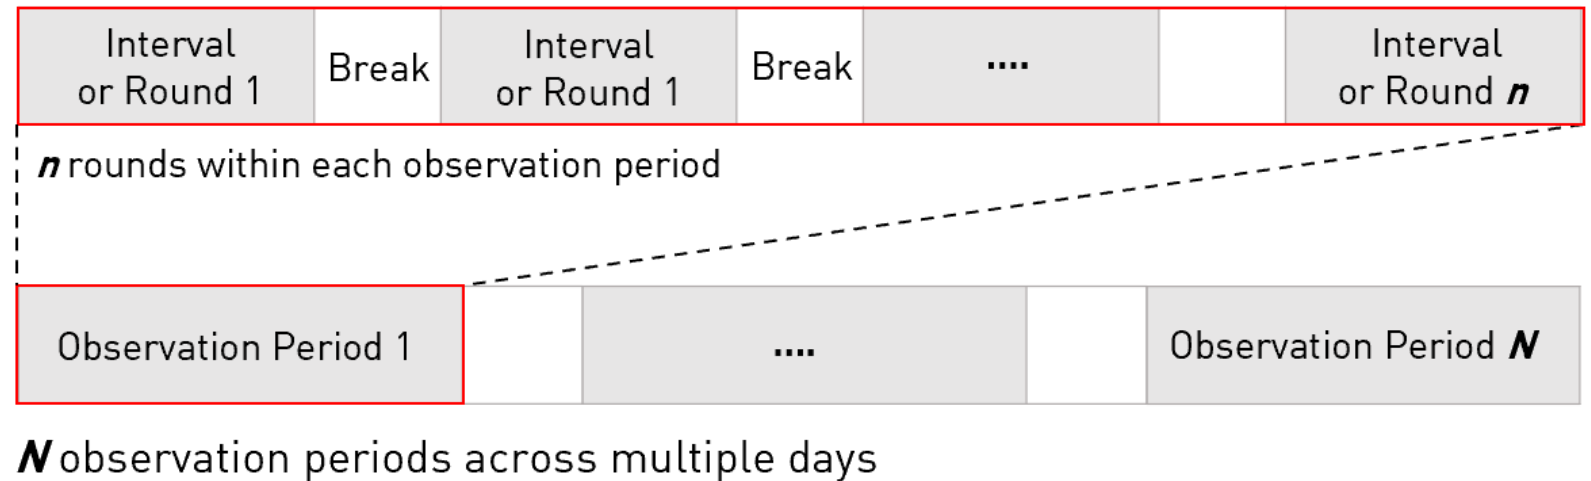 Interval
or Round 1
Break
Interval
or Round 1
Break
....
Interval
or Round n
n rounds within each observation period
Observation Period 1
....
Observation Period N
N observation periods across multiple days